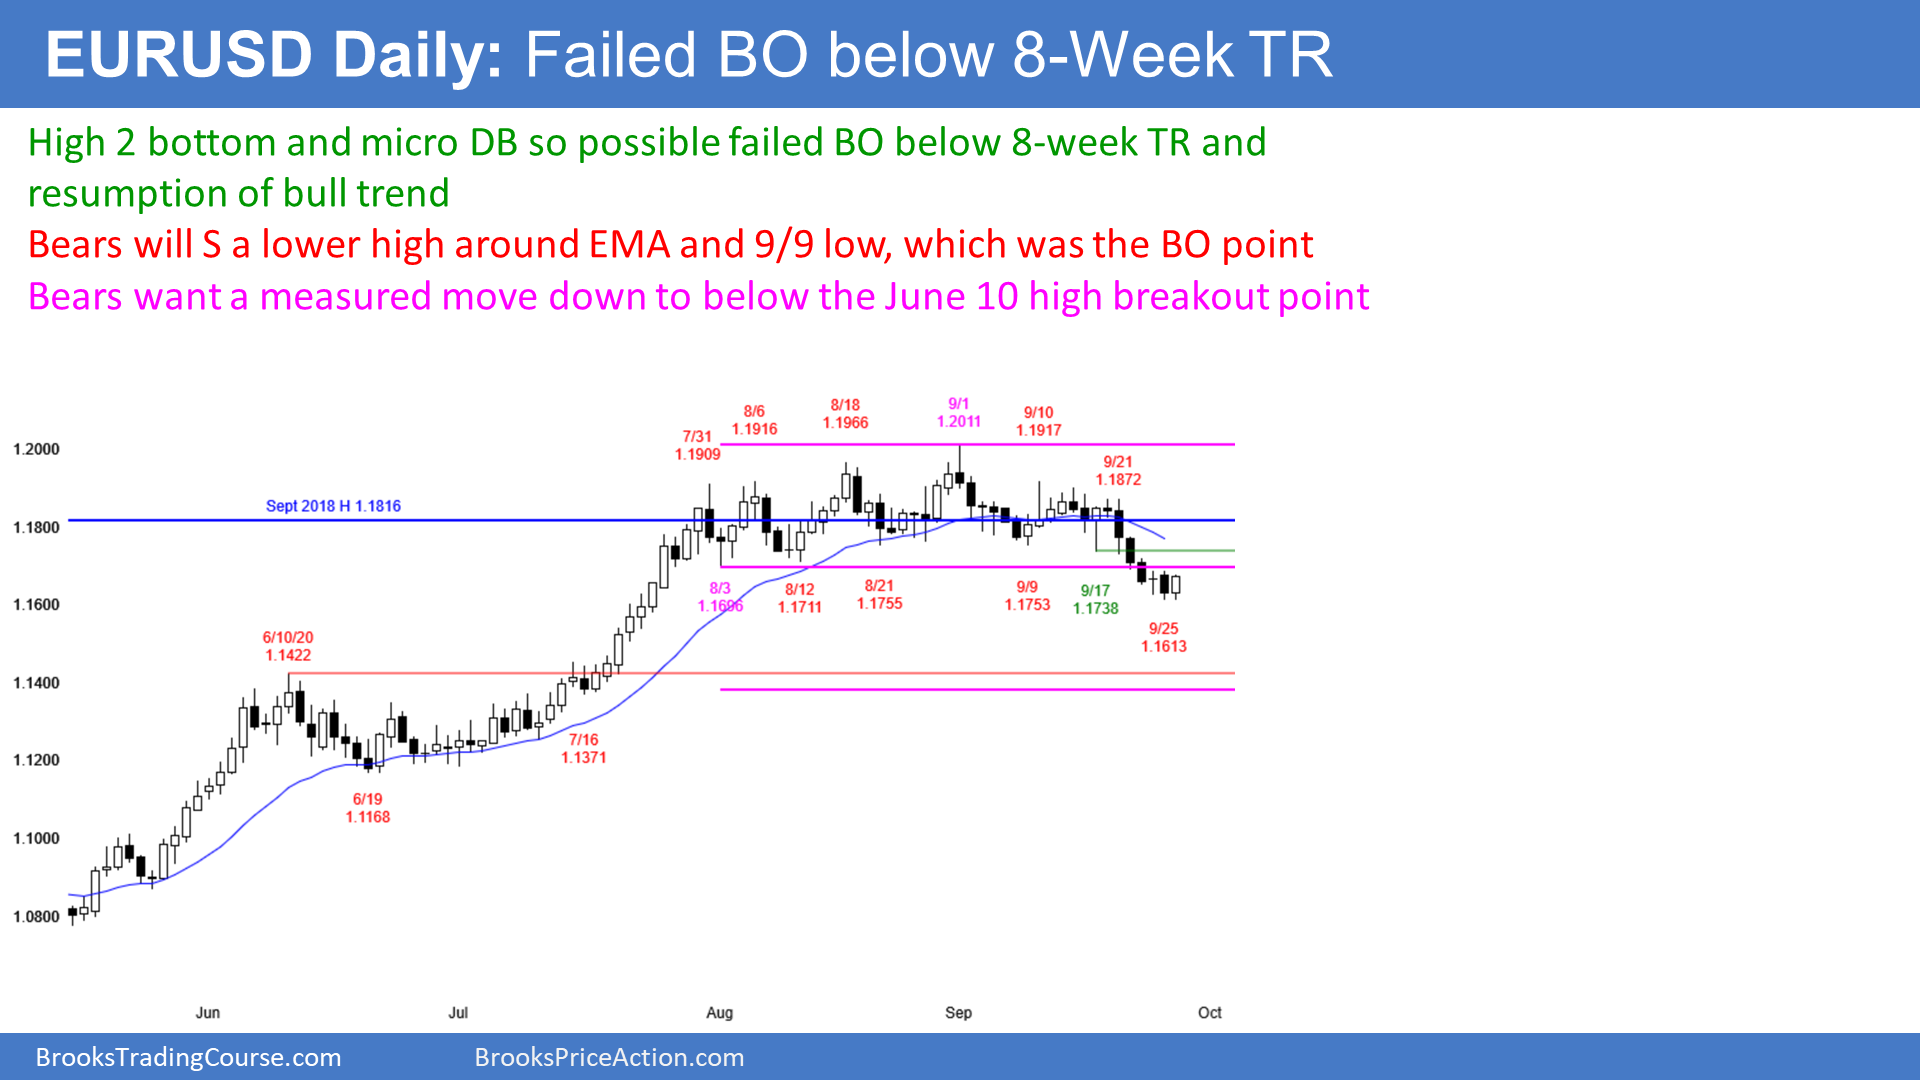 EURUSD Daily: Failed BO below 8-Week TR
High 2 bottom and micro DB so possible failed BO below 8-week TR and
resumption of bull trend
Bears will S a lower high around EMA and 9/9 low, which was the BO point
Bears want a measured move down to below the June 10 high breakout point
9/1
1.2011
8/18
1.1966
8/6
1.1916
9/10
1.1917
7/31
1.1909
1.2000
9/21
1.1872
Sept 2018 H 1.1816
1.1800
8/3
1.1696
8/12
1.1711
8/21
1.1755
9/9
1.1753
9/17
1.1738
1.1600
6/10/20
1.1422
9/25
1.1613
1.1400
7/16
1.1371
1.1200
6/19
1.1168
1.1000
1.0800
Jun
Jul
Aug
Sep
Oct
BrooksTradingCourse.com
BrooksPriceAction.com